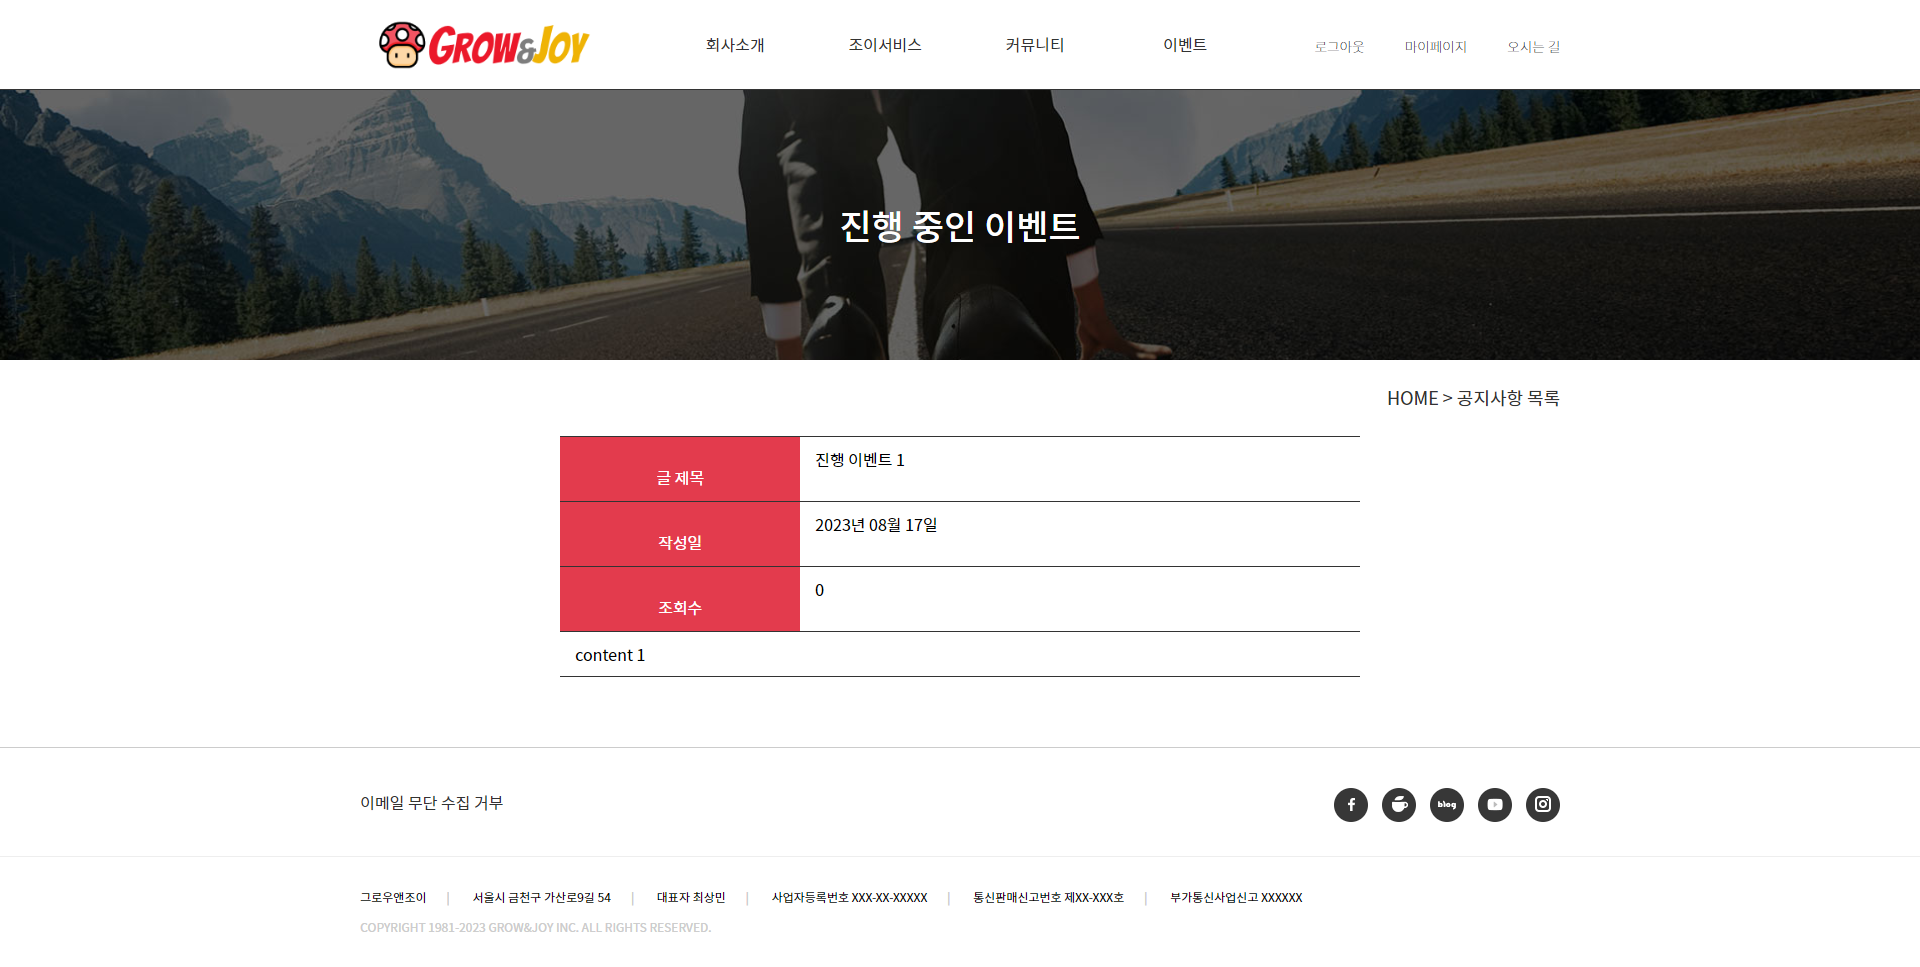 GROW&JOY
회사소개 조이서비스 커뮤니티 이벤트 로그아웃 마이페이지 오시는 길
진행 중인 이벤트
HOME > 공지사항 목록
글 제목 진행 이벤트 1
작성일 2023년 08월 17일
조회수 0
content 1
이메일 무단 수집 거부
blog
그로우앤조이 | 서울시 금천구 가산로9길 54 | 대표자 최상민 | 사업자등록번호 XXX-XX-XXXXX | 통신판매신고번호 제XX-XXX호 | 부가통신사업신고 XXXXXX
COPYRIGHT 1981-2023 GROW&JOY INC. ALL RIGHTS RESERVED.